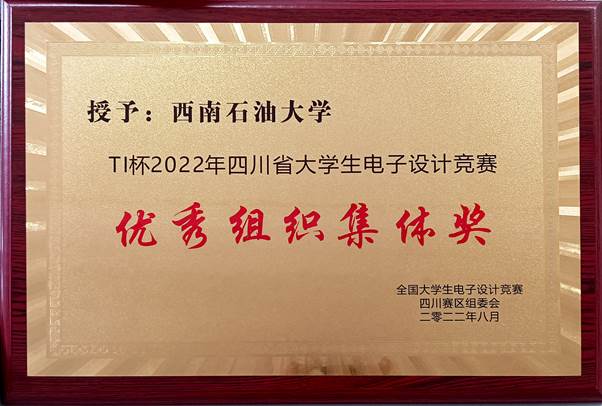 授予：西南石油大学
TI杯2022年四川省大学生电子设计竞赛
优秀组织集体奖
全国大学生电子设计竞赛
四川赛区组委会
二零二二年八月